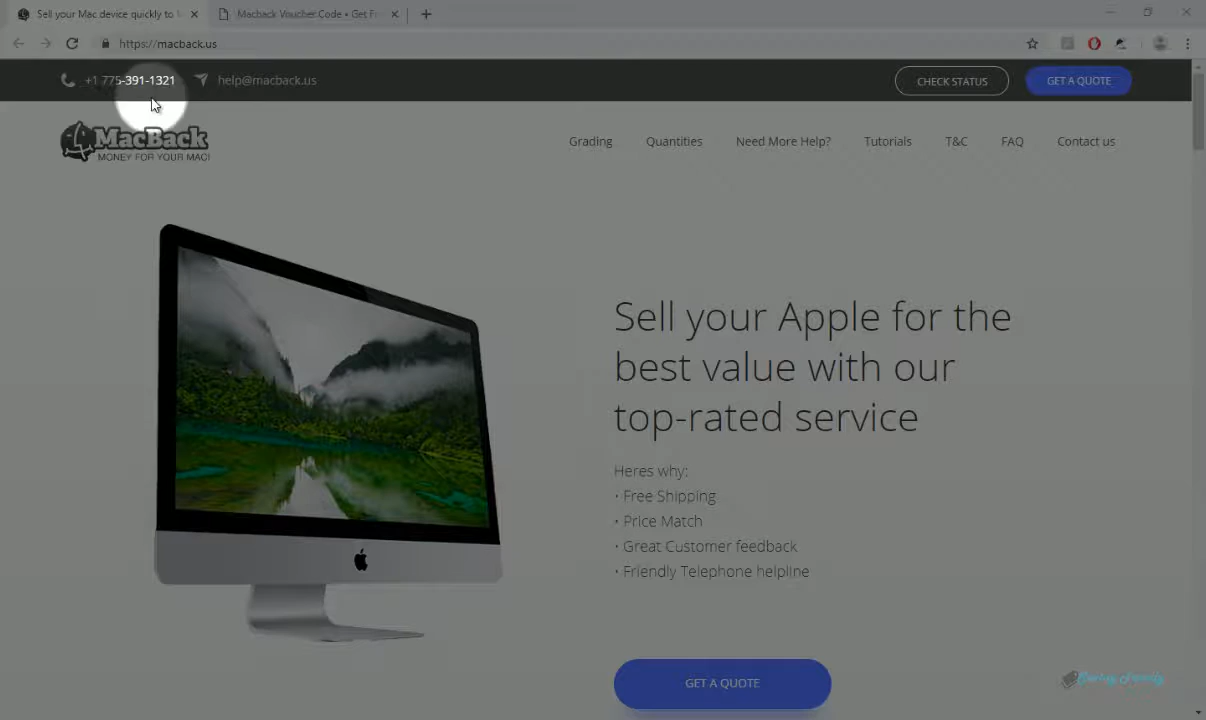 Sell your Mac device quickly to
Macback Voucher Code • Get F
https://macback.us
+1 775-391-1321
help@macback.us
CHECK STATUS
GET A QUOTE
MacBack
MONEY FOR YOUR MAC!
Grading
Quantities
Need More Help?
Tutorials
T&C
FAQ
Contact us
Sell your Apple for the
best value with our
top-rated service
Heres why:
• Free Shipping
• Price Match
• Great Customer feedback
• Friendly Telephone helpline
GET A QUOTE